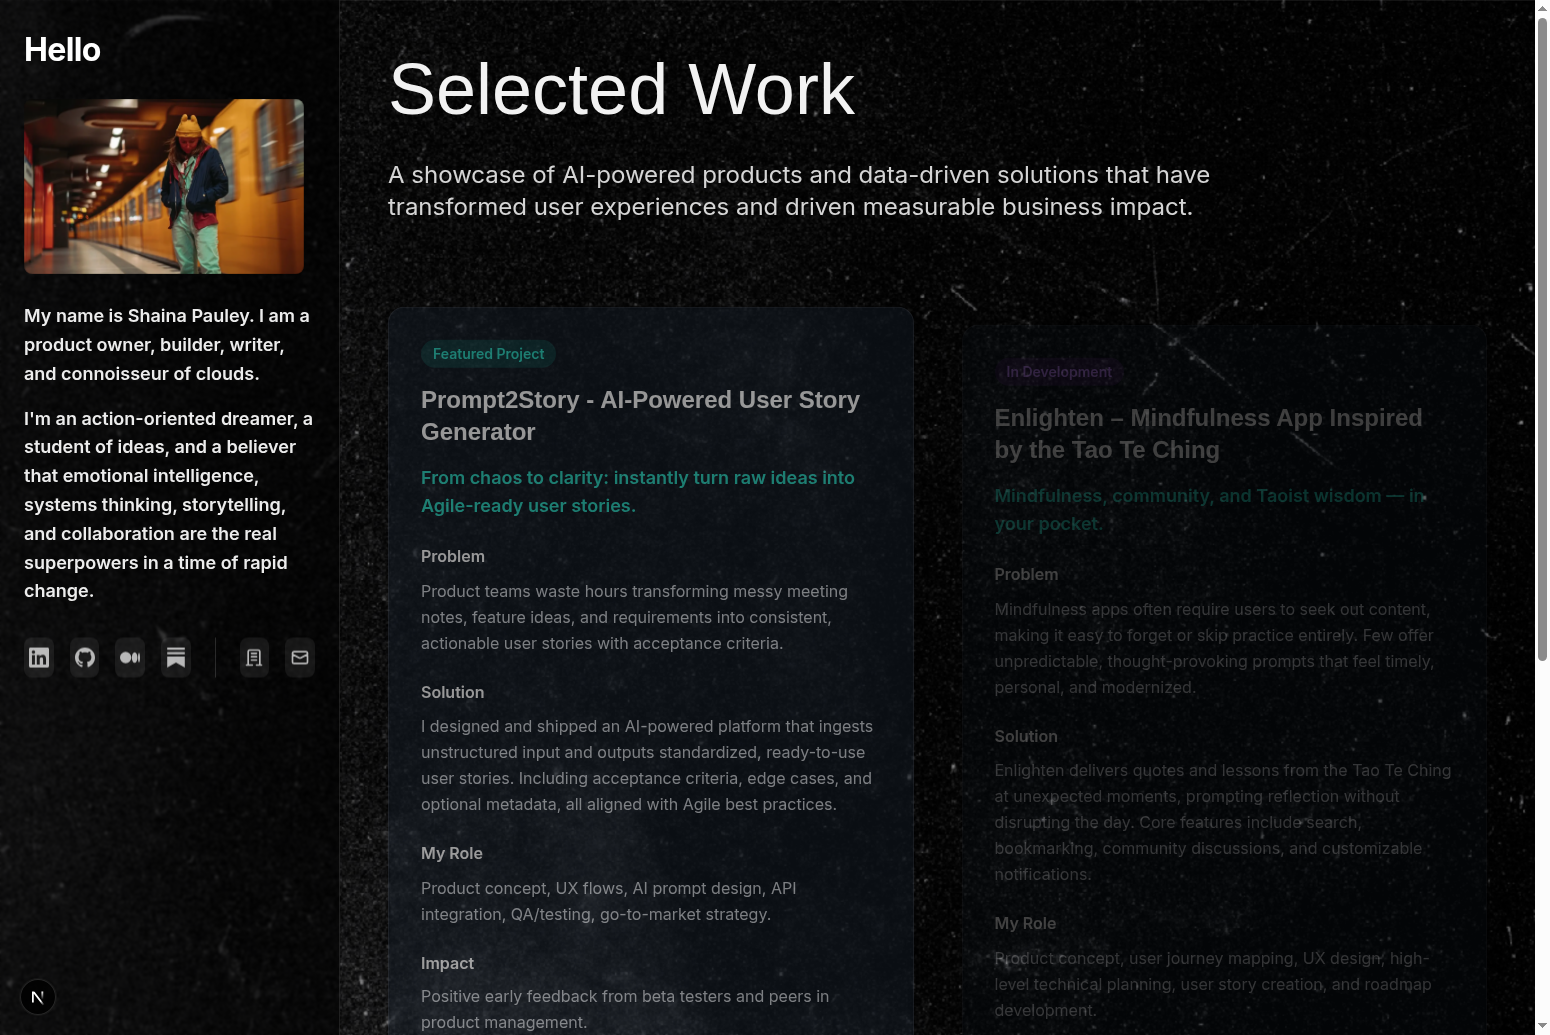 Hello
My name is Shaina Pauley. I am a
product owner, builder, writer,
and connoisseur of clouds.
I'm an action-oriented dreamer, a
student of ideas, and a believer
that emotional intelligence,
systems thinking, storytelling,
and collaboration are the real
superpowers in a time of rapid
change.
Selected Work
A showcase of AI-powered products and data-driven solutions that have
transformed user experiences and driven measurable business impact.
Featured Project
Prompt2Story - AI-Powered User Story
Generator
From chaos to clarity: instantly turn raw ideas into
Agile-ready user stories.
Problem
Product teams waste hours transforming messy meeting
notes, feature ideas, and requirements into consistent,
actionable user stories with acceptance criteria.
Solution
I designed and shipped an AI-powered platform that ingests
unstructured input and outputs standardized, ready-to-use
user stories. Including acceptance criteria, edge cases, and
optional metadata, all aligned with Agile best practices.
My Role
Product concept, UX flows, AI prompt design, API
integration, QA/testing, go-to-market strategy.
Impact
Positive early feedback from beta testers and peers in
product management.
In Development
Enlighten – Mindfulness App Inspired
by the Tao Te Ching
Mindfulness, community, and Taoist wisdom — in
your pocket.
Problem
Mindfulness apps often require users to seek out content,
making it easy to forget or skip practice entirely. Few offer
unpredictable, thought-provoking prompts that feel timely,
personal, and modernized.
Solution
Enlighten delivers quotes and lessons from the Tao Te Ching
at unexpected moments, prompting reflection without
disrupting the day. Core features include search,
bookmarking, community discussions, and customizable
notifications.
My Role
Product concept, user journey mapping, UX design, high-
level technical planning, user story creation, and roadmap
development.